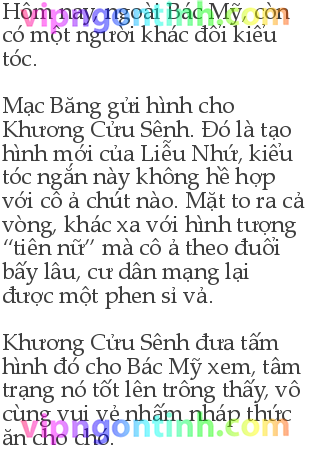 Hôm nay, ngoài Bác Mỹ, còn
có một người khác đổi kiểu
tóc.
Mạc Băng gửi hình cho
Khương Cửu Sênh. Đó là tạo
hình mới của Liễu Nhứ, kiểu
tóc ngắn này không hề hợp
với cô ả chút nào. Mặt to ra cả
vòng, khác xa với hình tượng
“tiên nữ” mà cô ả theo đuổi
bấy lâu, cư dân mạng lại
được một phen sỉ vả.
Khương Cửu Sênh đưa tấm
hình đó cho Bác Mỹ xem, tâm
trạng nó tốt lên trông thấy, vô
cùng vui vẻ nhấm nháp thức
ăn cho chó.
vipngontinh.com
vipngontinh.com